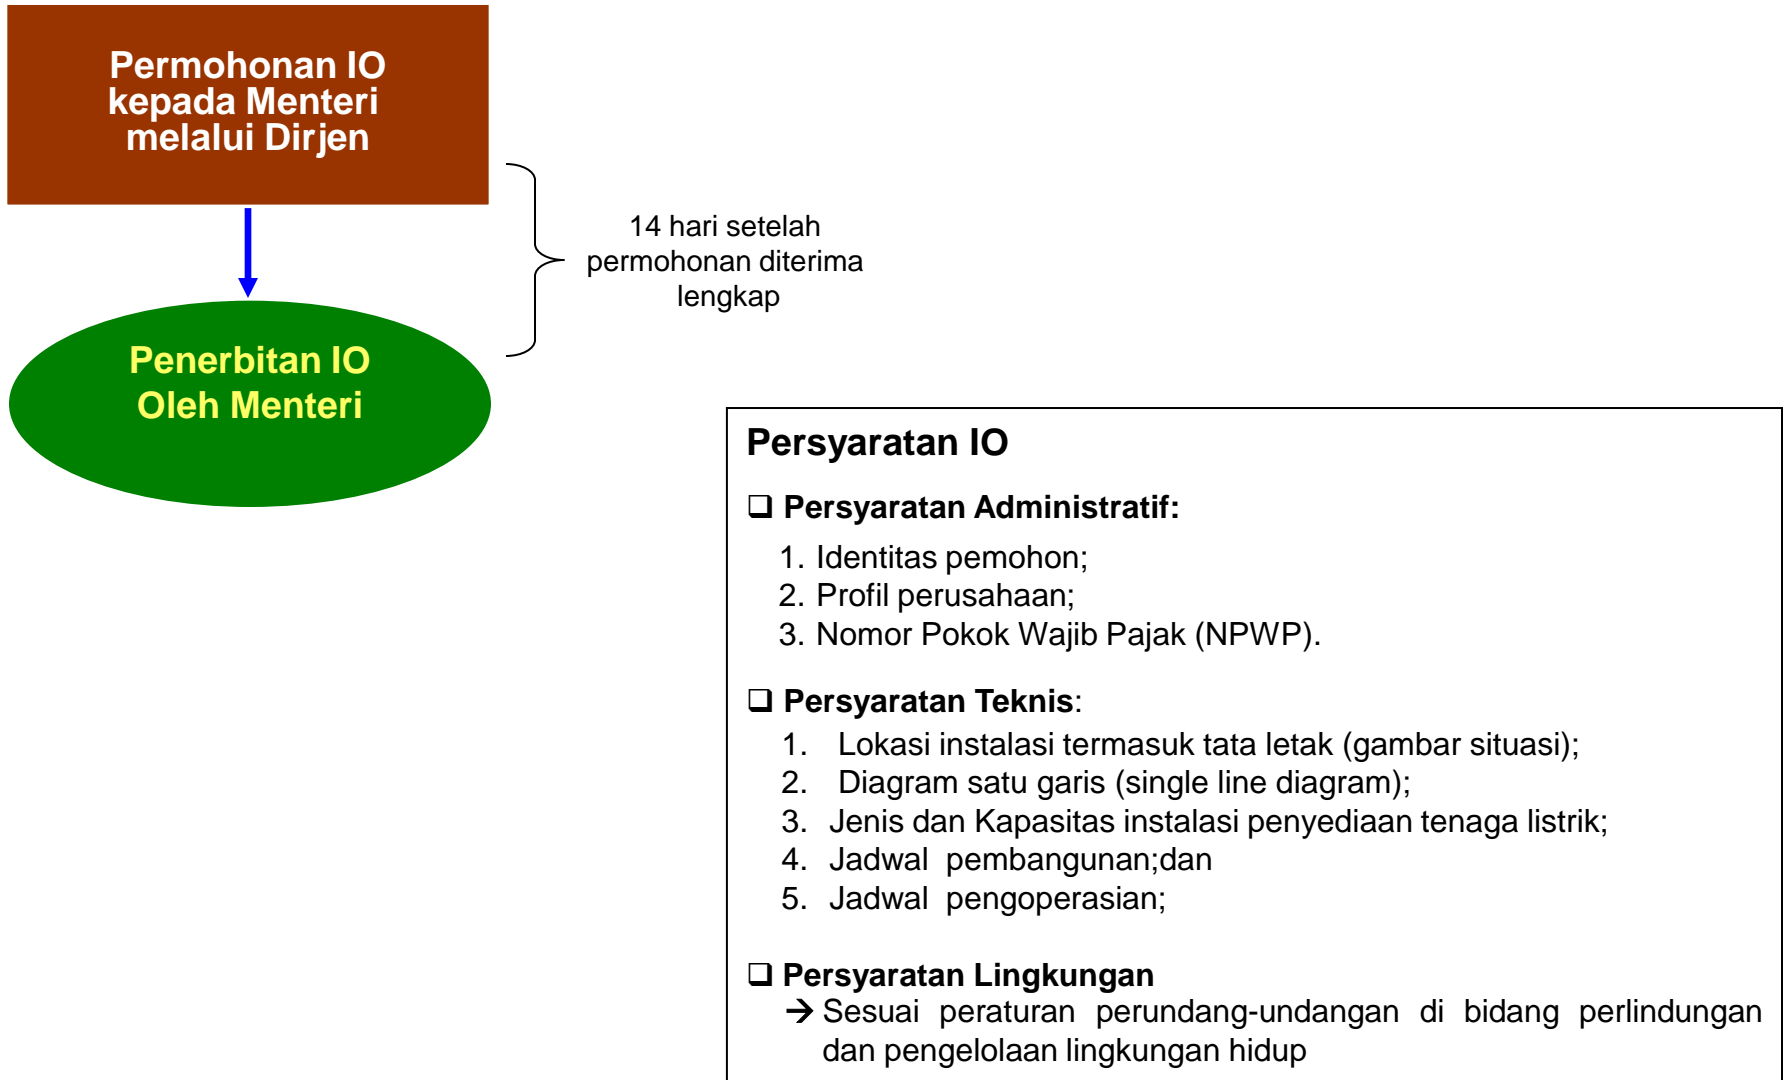 Permohonan IO
kepada Menteri
melalui Dirjen
14 hari setelah
permohonan diterima
lengkap
Penerbitan IO
Oleh Menteri
Persyaratan IO
❑ Persyaratan Administratif:
1. Identitas pemohon;
2. Profil perusahaan;
3. Nomor Pokok Wajib Pajak (NPWP).
❑ Persyaratan Teknis:
1. Lokasi instalasi termasuk tata letak (gambar situasi);
2. Diagram satu garis (single line diagram);
3. Jenis dan Kapasitas instalasi penyediaan tenaga listrik;
4. Jadwal pembangunan;dan
5. Jadwal pengoperasian;
❑ Persyaratan Lingkungan
→ Sesuai peraturan perundang-undangan di bidang perlindungan
dan pengelolaan lingkungan hidup